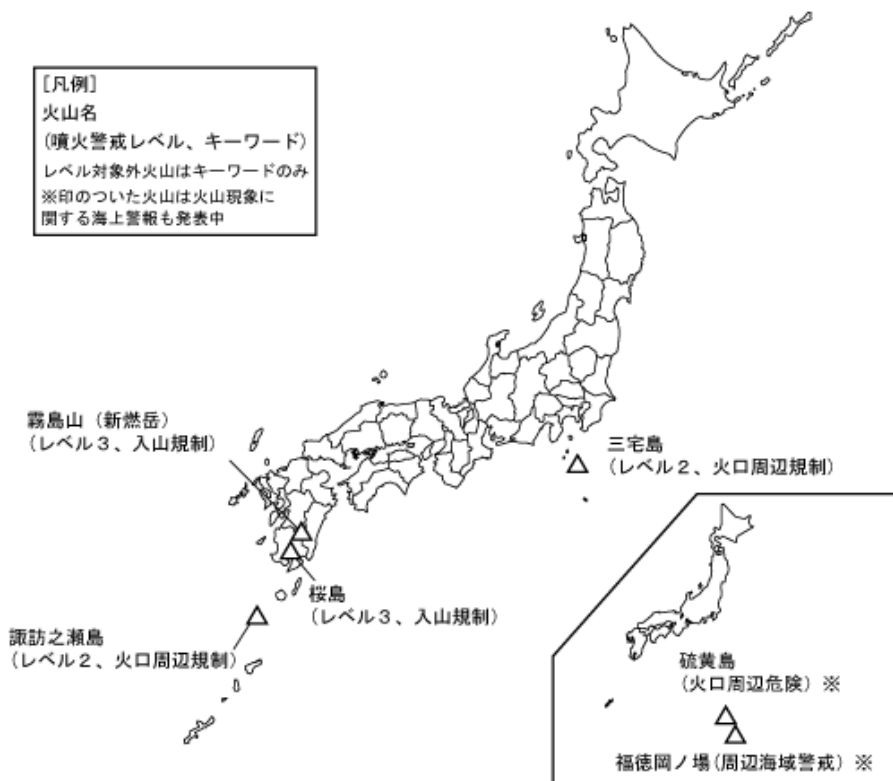 [凡例]
火山名
(噴火警戒レベル、キーワード)
レベル対象外火山はキーワードのみ
※印のついた火山は火山現象に
関する海上警報も発表中
霧島山（新燃岳）
（レベル３、入山規制）
三宅島
（レベル２、火口周辺規制）
桜島
（レベル３、入山規制）
諏訪之瀬島
（レベル２、火口周辺規制）
硫黄島
(火口周辺危険) ※
福徳岡ノ場(周辺海域警戒) ※